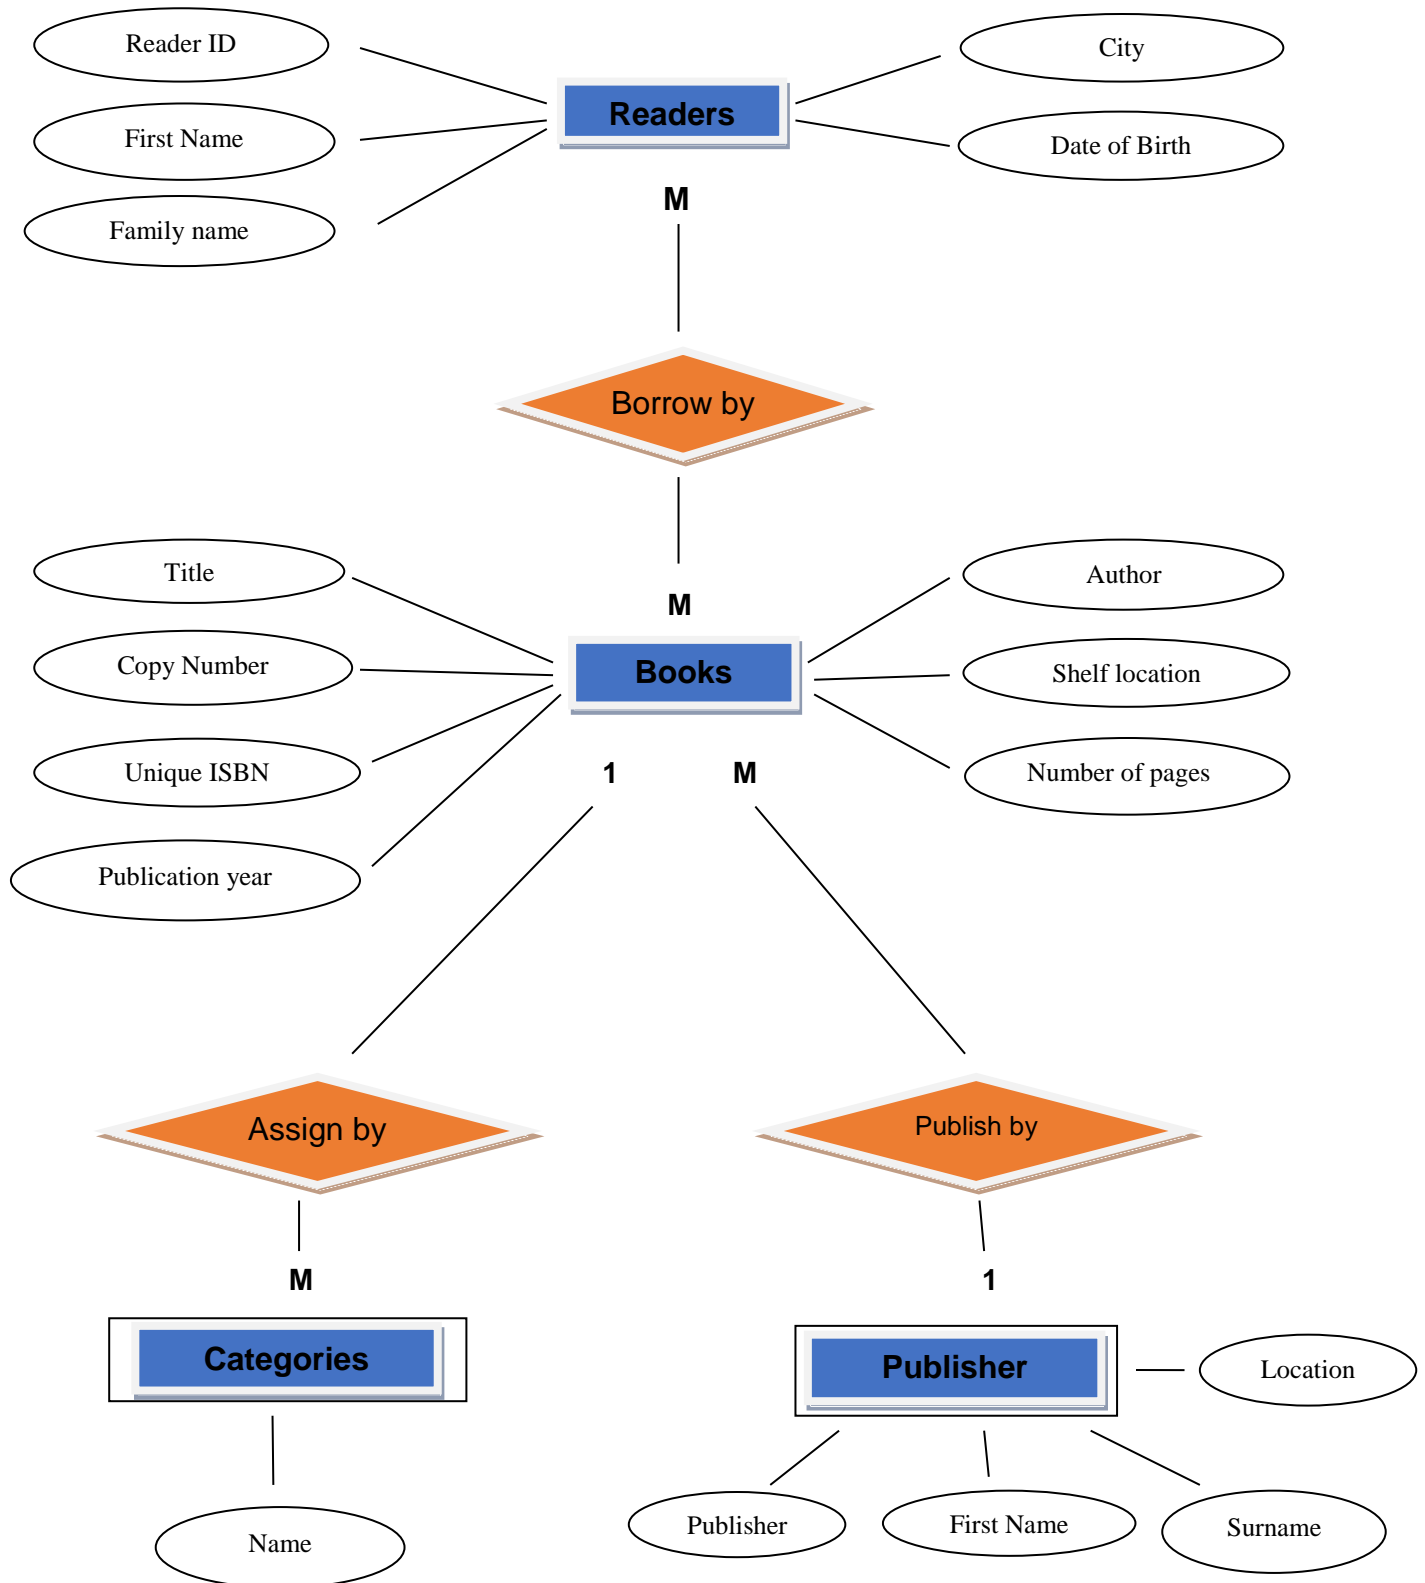 Reader ID
City
Readers
First Name
Date of Birth
M
Family name
Borrow by
Title
Author
M
Copy Number
Books
Shelf location
Unique ISBN
1
M
Number of pages
Publication year
Assign by
Publish by
M
1
Categories
Publisher
Location
Name
Publisher
First Name
Surname